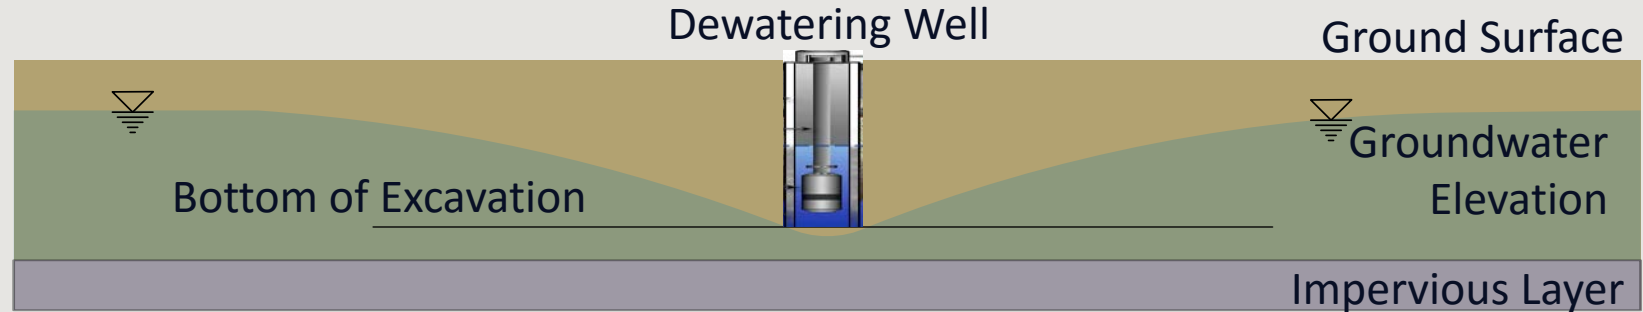 Dewatering Well
Ground Surface
Groundwater
Elevation
Bottom of Excavation
Impervious Layer